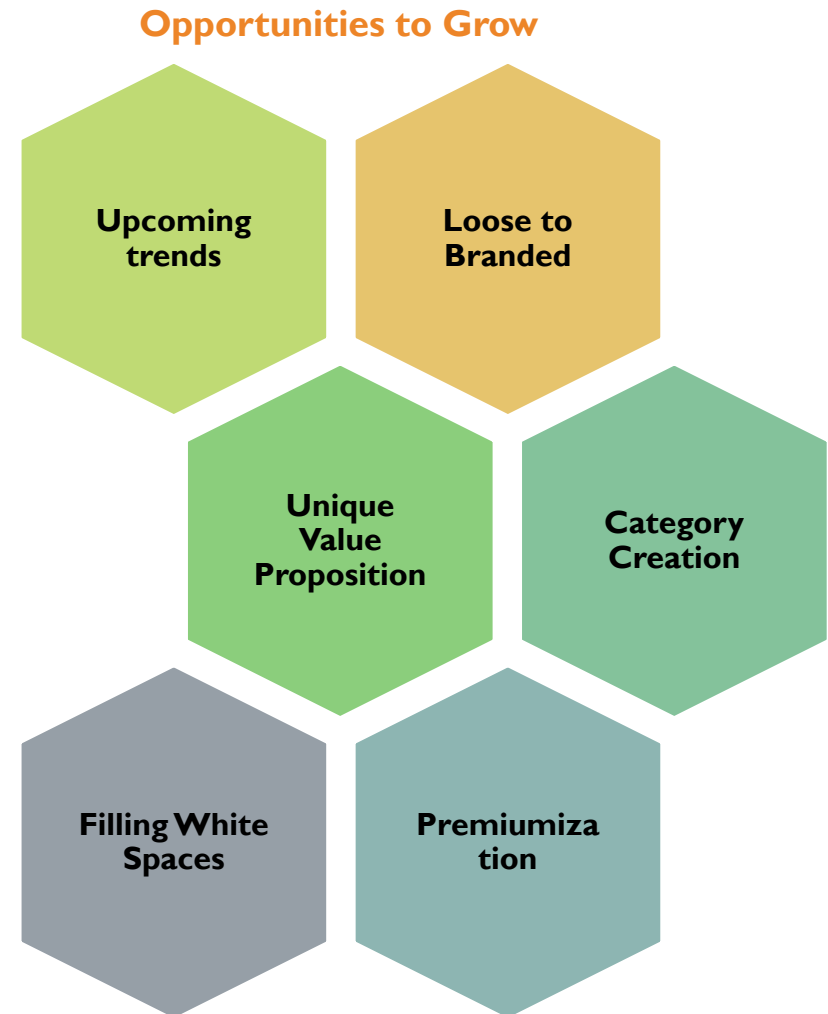 Opportunities to Grow
Upcoming
trends
Loose to
Branded
Unique
Value
Proposition
Category
Creation
Filling White
Spaces
Premiumiza
tion